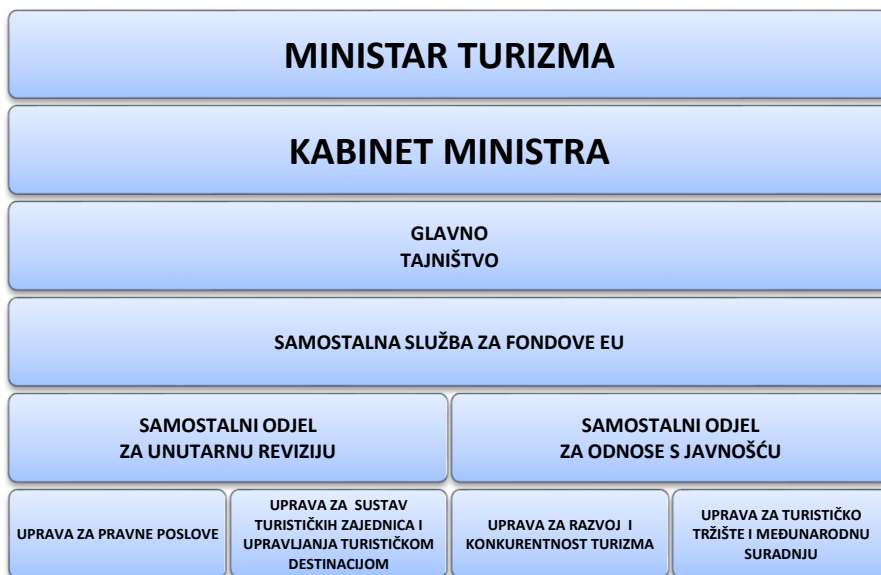 MINISTAR TURIZMA
KABINET MINISTRA
GLAVNO
TAJNIŠTVO
SAMOSTALNA SLUŽBA ZA FONDOVE EU
SAMOSTALNI ODJEL
ZA UNUTARNU REVIZIJU
SAMOSTALNI ODJEL
ZA ODNOSE S JAVNOŠĆU
UPRAVA ZA PRAVNE POSLOVE
UPRAVA ZA SUSTAV
TURISTIČKIH ZAJEDNICA I
UPRAVLJANJA TURISTIČKOM
DESTINACIJOM
UPRAVA ZA RAZVOJ I
KONKURENTNOST TURIZMA
UPRAVA ZA TURISTIČKO
TRŽIŠTE I MEĐUNARODNU
SURADNJU